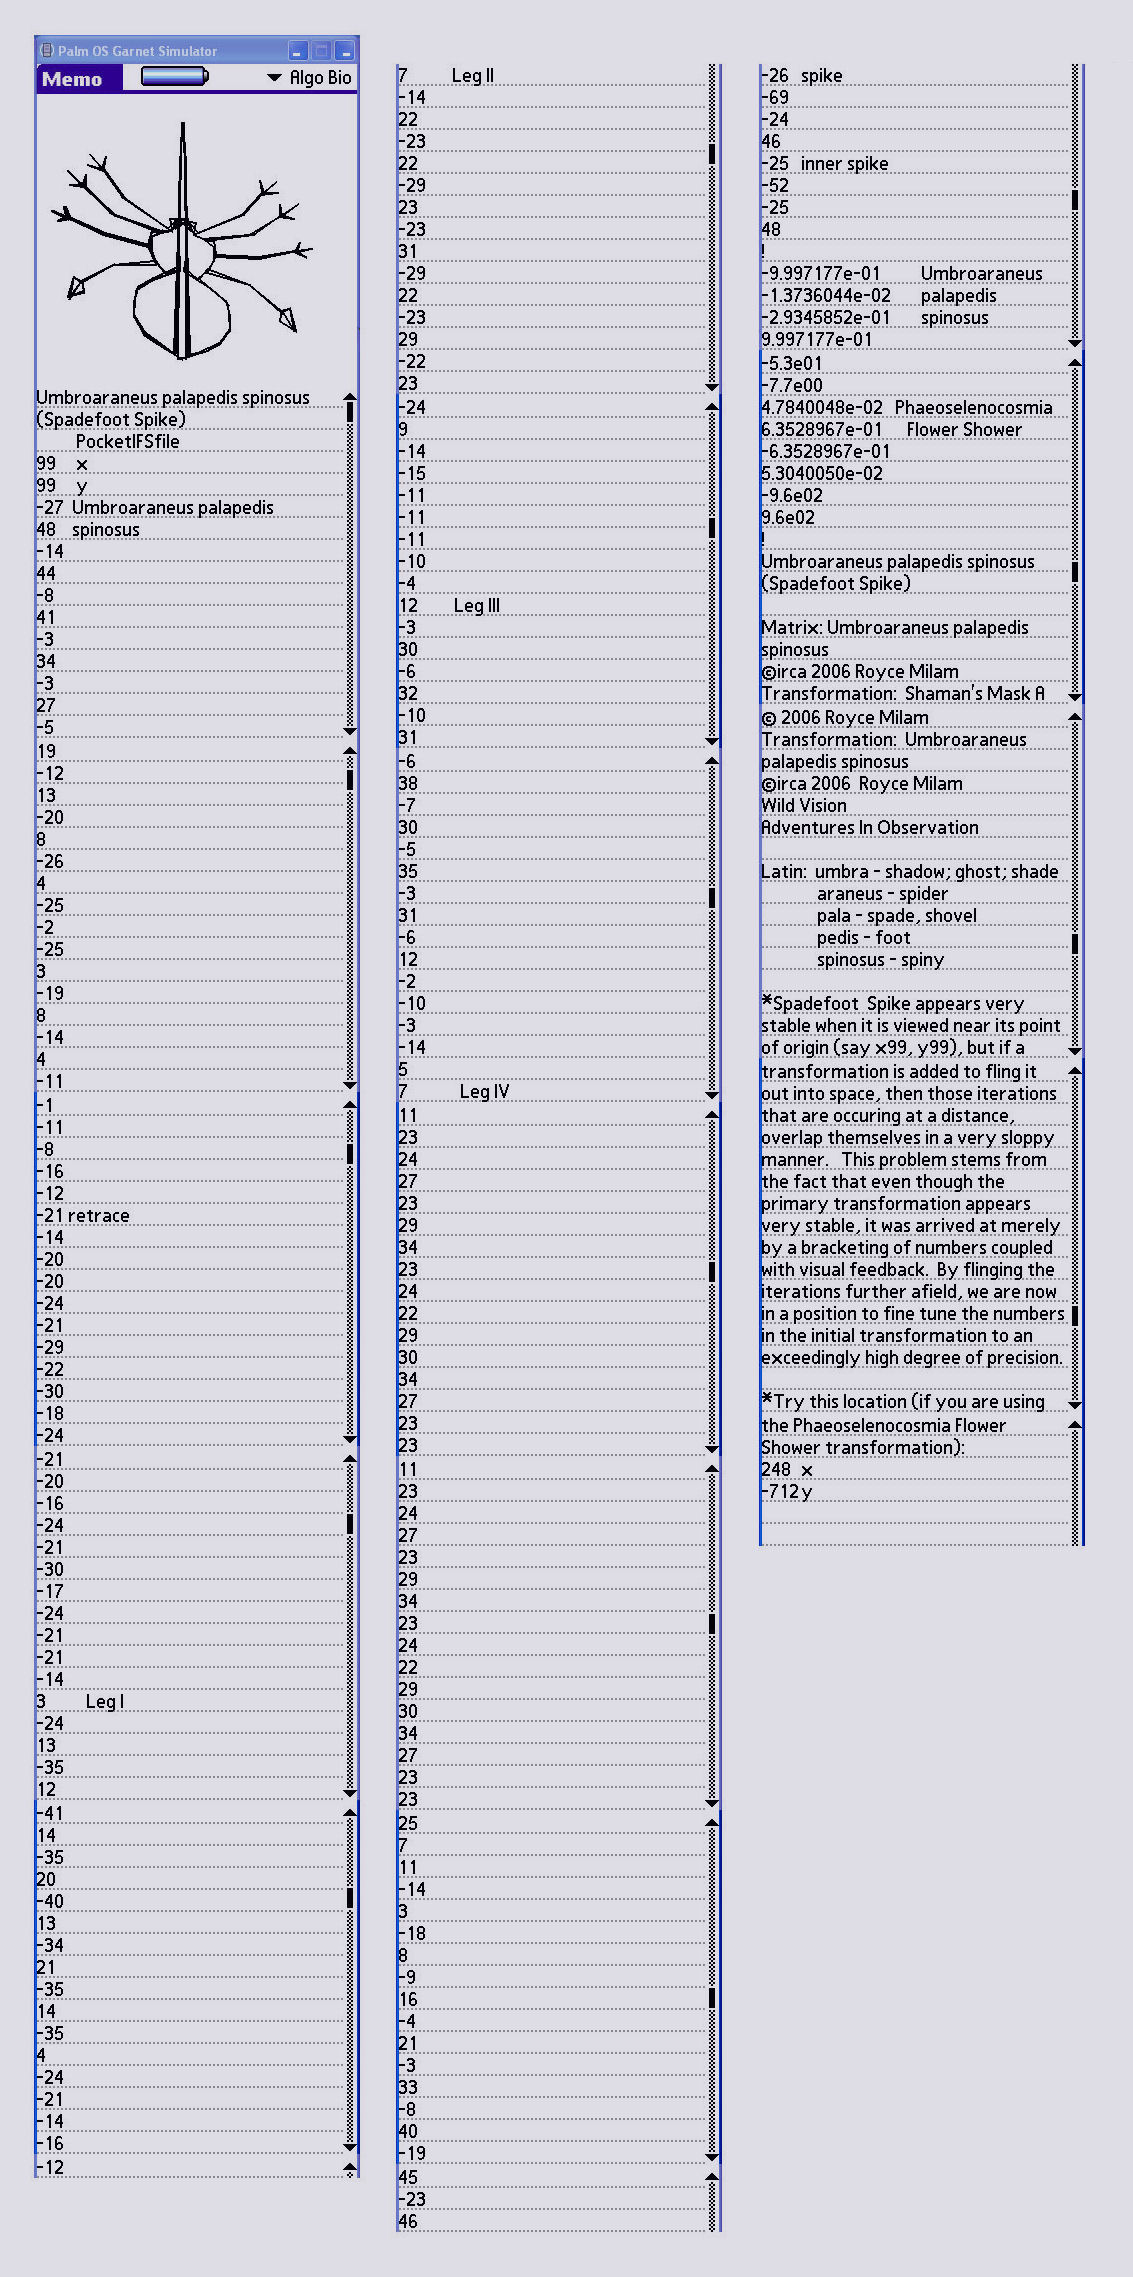 Palm OS Garnet Simulator
Memo
Algo Bio
Umbroaraneus palapedis spinosus
(Spadefoot Spike)
PocketIFSfile
99 x
99 y
-27 Umbroaraneus palapedis
48 spinosus
-14
44
-8
41
-3
34
-3
27
-5
19
-12
13
-20
8
-26
4
-25
-2
-25
3
-19
8
-14
4
-11
-1
-11
-8
-16
-12
-21 retrace
-14
-20
-20
-24
-21
-29
-22
-30
-18
-24
-21
-20
-16
-24
-21
-30
-17
-24
-21
-21
-14
3 Leg I
-24
13
-35
12
-41
14
-35
20
-40
13
-34
21
-35
14
-35
4
-24
-21
-14
-16
-12
7 Leg II
-14
22
-23
22
-29
23
-23
31
-29
22
-23
29
-22
23
-24
9
-14
-15
-11
-11
-11
-10
-4
12 Leg III
-3
30
-6
32
-10
31
-6
38
-7
30
-5
35
-3
31
-6
12
-2
-10
-3
-14
5
7 Leg IV
11
23
24
27
23
29
34
23
24
22
29
30
34
27
23
23
11
23
24
27
23
29
34
23
24
22
29
30
34
27
23
23
25
7
11
-14
3
-18
8
-9
16
-4
21
-3
33
-8
40
-19
45
-23
46
-26 spike
-69
-24
46
-25 inner spike
-52
-25
48
!
-9.997177e-01 Umbroaraneus
-1.3736044e-02 palapedis
-2.9345852e-01 spinosus
9.997177e-01
-5.3e01
-7.7e00
4.7840048e-02 Phaeoselenocosmia
6.3528967e-01 Flower Shower
-6.3528967e-01
5.3040050e-02
-9.6e02
9.6e02
!
Umbroaraneus palapedis spinosus
(Spadefoot Spike)
Matrix: Umbroaraneus palapedis
spinosus
©irca 2006 Royce Milam
Transformation: Shaman's Mask A
© 2006 Royce Milam
Transformation: Umbroaraneus
palapedis spinosus
©irca 2006 Royce Milam
Wild Vision
Adventures In Observation
Latin: umbra - shadow; ghost; shade
araneus - spider
pala - spade, shovel
pedis - foot
spinosus - spiny
*Spadefoot Spike appears very
stable when it is viewed near its point
of origin (say x99, y99), but if a
transformation is added to fling it
out into space, then those iterations
that are occuring at a distance,
overlap themselves in a very sloppy
manner. This problem stems from
the fact that even though the
primary transformation appears
very stable, it was arrived at merely
by a bracketing of numbers coupled
with visual feedback. By flinging the
iterations further afield, we are now
in a position to fine tune the numbers
in the initial transformation to an
exceedingly high degree of precision.
*Try this location (if you are using
the Phaeoselenocosmia Flower
Shower transformation):
248 x
-712 y